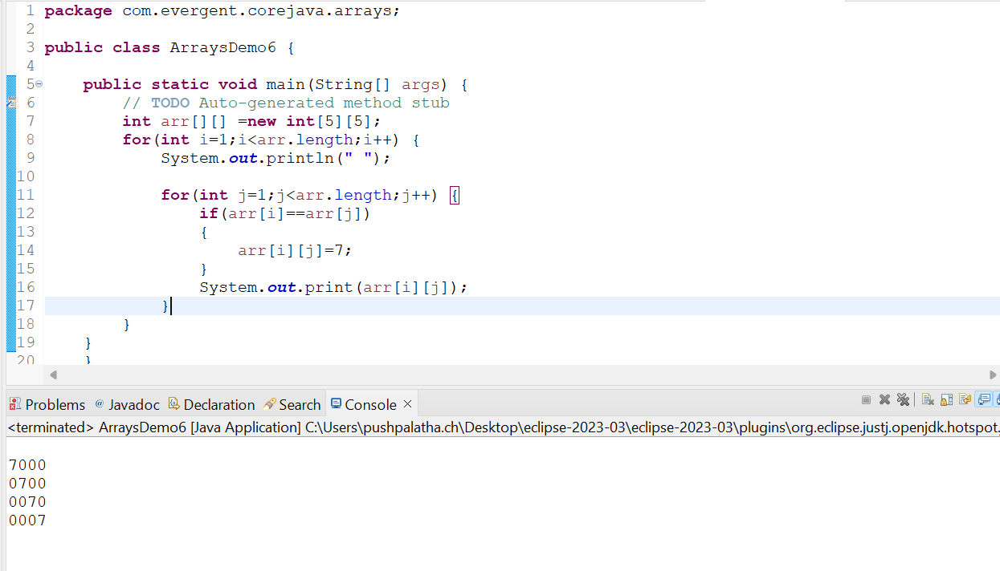 1 package com.evergent.corejava.arrays;
2
3 public class ArraysDemo6 {
4
5 public static void main(String[] args) {
6 // TODO Auto-generated method stub
7 int arr[][] =new int[5][5];
8 for(int i=1;i<arr.length;i++) {
9 System.out.println(" ");
10
11 for(int j=1;j<arr.length;j++) {
12 if(arr[i]==arr[j])
13 {
14 arr[i][j]=7;
15 }
16 System.out.print(arr[i][j]);
17 }
18 }
19 }
20 }
Problems @ Javadoc Declaration Search Console ×
<terminated> ArraysDemo6 [Java Application] C:\Users\pushpalatha.ch\Desktop\eclipse-2023-03\eclipse-2023-03\plugins\org.eclipse.justj.openjdk.hotspot.
7000
0700
0070
0007